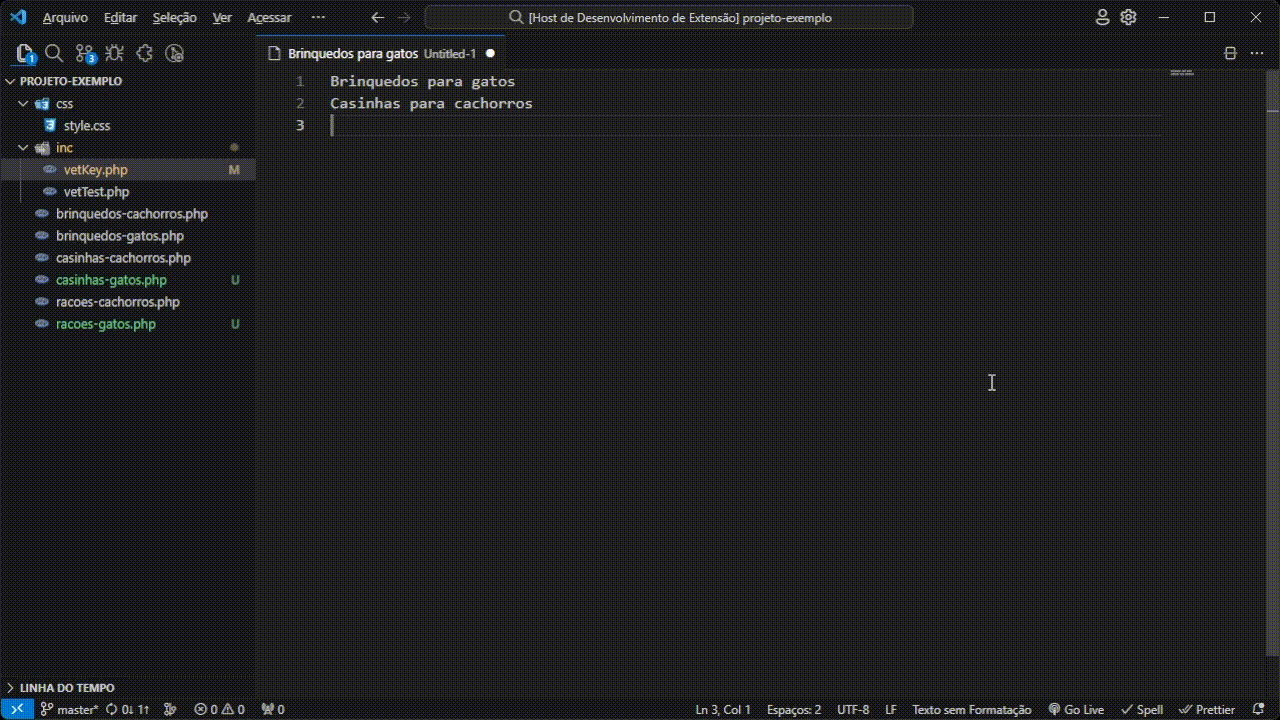 Arquivo Editar Seleção Ver Acessar ··· [Host de Desenvolvimento de Extensão] projeto-exemplo
1 3 Brinquedos para gatos Untitled-1
PROJETO-EXEMPLO
css
style.css
inc
vetKey.php M
vetTest.php
brinquedos-cachorros.php
brinquedos-gatos.php
casinhas-cachorros.php
casinhas-gatos.php U
racoes-cachorros.php
racoes-gatos.php U
LINHA DO TEMPO
1 Brinquedos para gatos
2 Casinhas para cachorros
3
master* 0↓ 1↑ 0 0 0 Ln 3, Col 1 Espaços: 2 UTF-8 LF Texto sem Formatação Go Live Spell Prettier